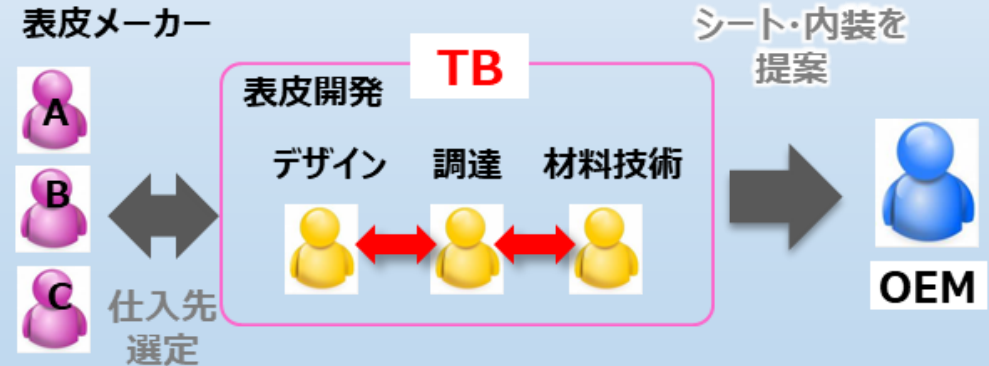 表皮メーカー
A
B
C
仕入先
選定
TB
表皮開発
デザイン 調達 材料技術
シート・内装を
提案
OEM